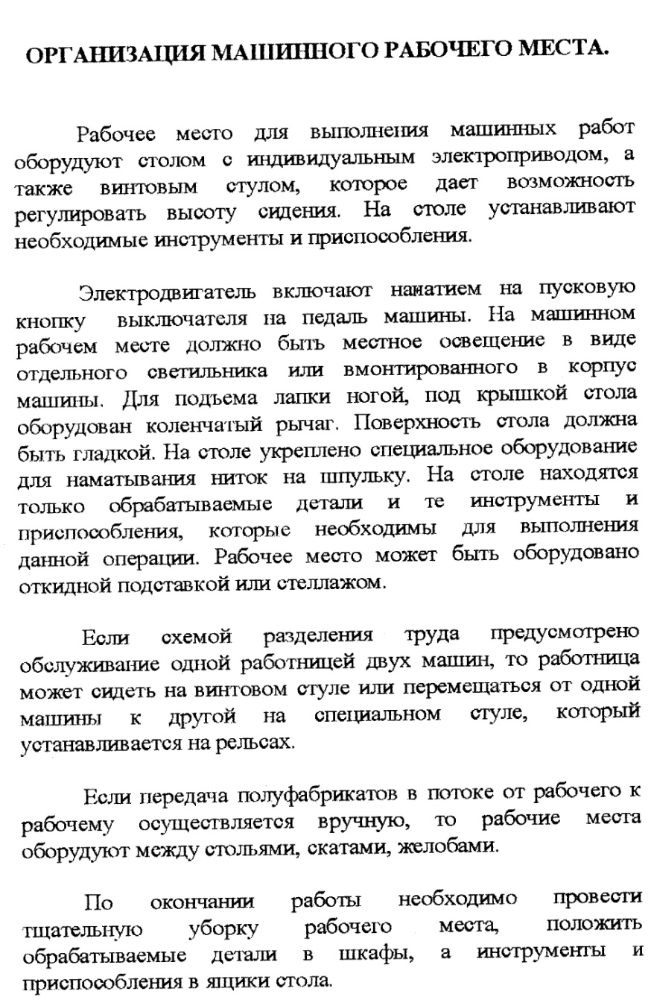 ОРГАНИЗАЦИЯ МАШИННОГО РАБОЧЕГО МЕСТА.
Рабочее место для выполнения машинных работ
оборудуют столом с индивидуальным электроприводом, а
также винтовым стулом, которое дает возможность
регулировать высоту сидения. На столе устанавливают
необходимые инструменты и приспособления.
Электродвигатель включают нажатием на пусковую
кнопку выключателя на педаль машины. На машинном
рабочем месте должно быть местное освещение в виде
отдельного светильника или вмонтированного в корпус
машины. Для подъема лапки ногой, под крышкой стола
оборудован коленчатый рычаг. Поверхность стола должна
быть гладкой. На столе укреплено специальное оборудование
для наматывания ниток на шпульку. На столе находятся
только обрабатываемые детали и те инструменты и
приспособления, которые необходимы для выполнения
данной операции. Рабочее место может быть оборудовано
откидной подставкой или стеллажом.
Если схемой разделения труда предусмотрено
обслуживание одной работницей двух машин, то работница
может сидеть на винтовом стуле или перемещаться от одной
машины к другой на специальном стуле, который
устанавливается на рельсах.
Если передача полуфабрикатов в потоке от рабочего к
рабочему осуществляется вручную, то рабочие места
оборудуют между стольями, скатами, желобами.
По окончании работы необходимо провести
тщательную уборку рабочего места, положить
обрабатываемые детали в шкафы, а инструменты и
приспособления в ящики стола.